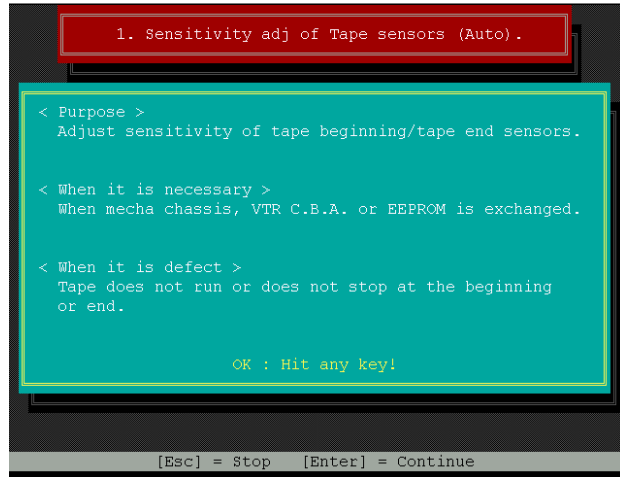 1. Sensitivity adj of Tape sensors (Auto).
< Purpose >
Adjust sensitivity of tape beginning/tape end sensors.
< When it is necessary >
When mecha chassis, VTR C.B.A. or EEPROM is exchanged.
< When it is defect >
Tape does not run or does not stop at the beginning
or end.
OK : Hit any key!
[Esc] = Stop [Enter] = Continue